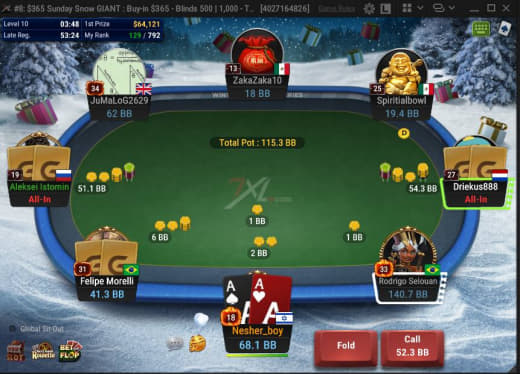 #8: $365 Sunday Snow GIANT : Buy-in $365 - Blinds 500 | 1,000 - T... [4027164826]
Game Rules
Level 10 03:48
Late Reg. 53:24
1st Prize $64,121
My Rank 129 / 792
13
ZakaZaka10
18 BB
34
JuMaLoG2629
62 BB
25
Spiritialbowl
19.4 BB
Total Pot : 115.3 BB
D
19
Aleksei Istomin
All-In
51.1 BB
27
Driekus888
All-In
54.3 BB
6 BB
1 BB
2 BB
1 BB
31
Felipe Morelli
41.3 BB
33
Rodrigo Selouan
140.7 BB
A
A
18
Nesher_boy
68.1 BB
Global Sit Out
BET
FLOP
Fold
Call
52.3 BB